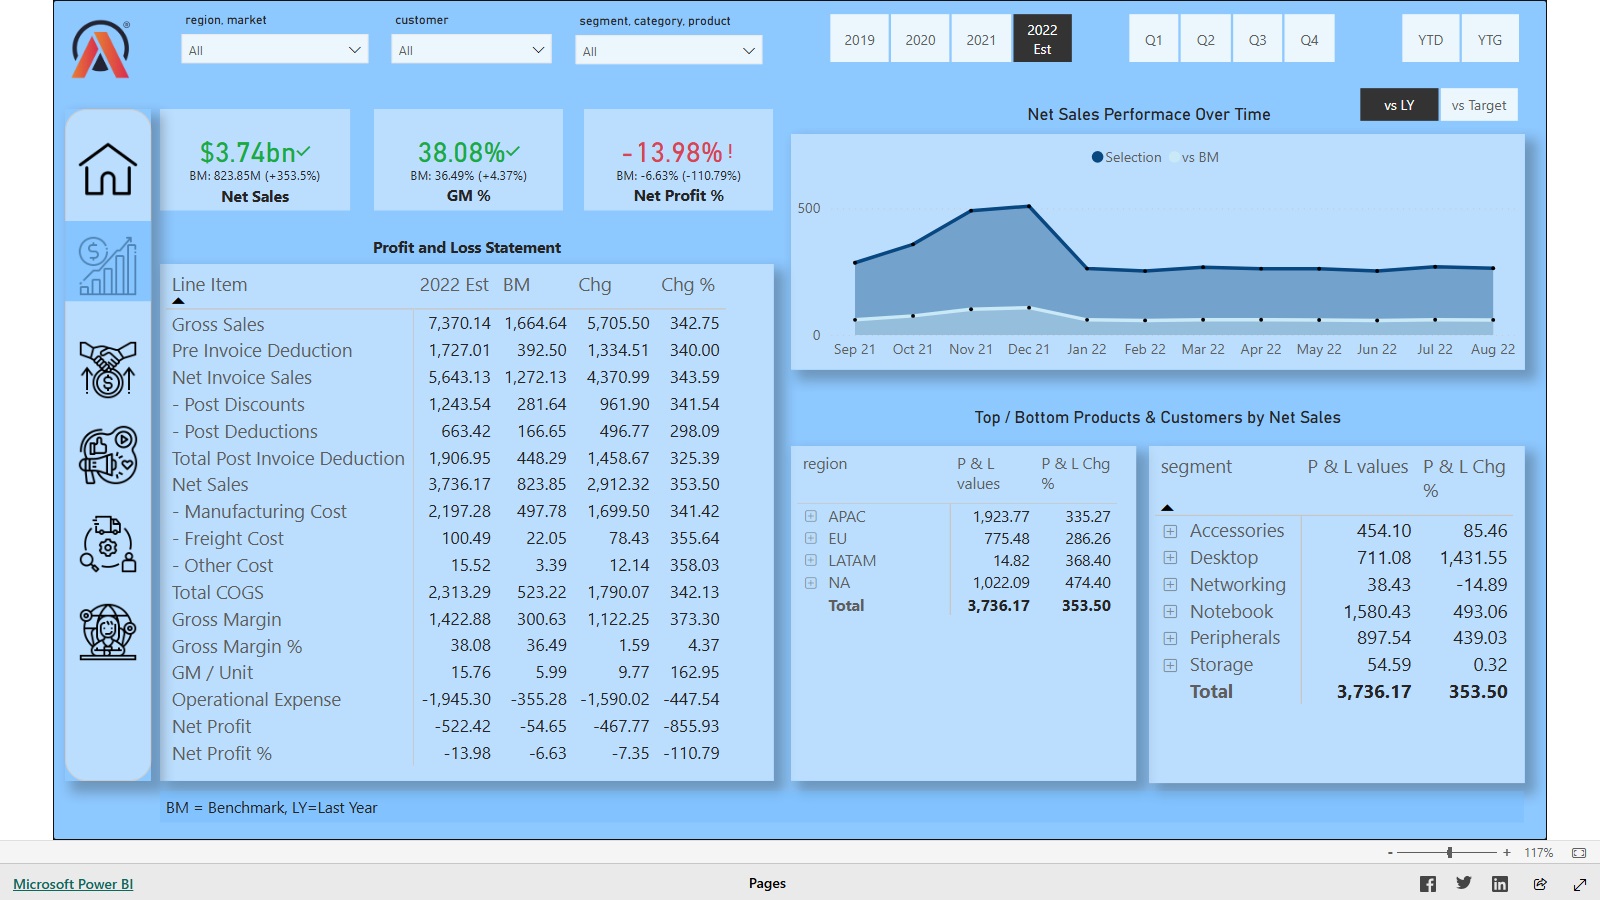 region, market
customer
segment, category, product
All
All
All
2019
2020
2021
2022
Est
Q1
Q2
Q3
Q4
YTD
YTG
vs LY
vs Target
$3.74bn
BM: 823.85M (+353.5%)
Net Sales
38.08%
BM: 36.49% (+4.37%)
GM %
-13.98% !
BM: -6.63% (-110.79%)
Net Profit %
Net Sales Performace Over Time
Selection
vs BM
500
0
Sep 21 Oct 21 Nov 21 Dec 21 Jan 22 Feb 22 Mar 22 Apr 22 May 22 Jun 22 Jul 22 Aug 22
Profit and Loss Statement
Line Item 2022 Est BM Chg Chg %
Gross Sales 7,370.14 1,664.64 5,705.50 342.75
Pre Invoice Deduction 1,727.01 392.50 1,334.51 340.00
Net Invoice Sales 5,643.13 1,272.13 4,370.99 343.59
- Post Discounts 1,243.54 281.64 961.90 341.54
- Post Deductions 663.42 166.65 496.77 298.09
Total Post Invoice Deduction 1,906.95 448.29 1,458.67 325.39
Net Sales 3,736.17 823.85 2,912.32 353.50
- Manufacturing Cost 2,197.28 497.78 1,699.50 341.42
- Freight Cost 100.49 22.05 78.43 355.64
- Other Cost 15.52 3.39 12.14 358.03
Total COGS 2,313.29 523.22 1,790.07 342.13
Gross Margin 1,422.88 300.63 1,122.25 373.30
Gross Margin % 38.08 36.49 1.59 4.37
GM / Unit 15.76 5.99 9.77 162.95
Operational Expense -1,945.30 -355.28 -1,590.02 -447.54
Net Profit -522.42 -54.65 -467.77 -855.93
Net Profit % -13.98 -6.63 -7.35 -110.79
Top / Bottom Products & Customers by Net Sales
region P & L values P & L Chg %
APAC 1,923.77 335.27
EU 775.48 286.26
LATAM 14.82 368.40
NA 1,022.09 474.40
Total 3,736.17 353.50
segment P & L values P & L Chg %
Accessories 454.10 85.46
Desktop 711.08 1,431.55
Networking 38.43 -14.89
Notebook 1,580.43 493.06
Peripherals 897.54 439.03
Storage 54.59 0.32
Total 3,736.17 353.50
BM = Benchmark, LY=Last Year
- + 117%
Microsoft Power BI
Pages